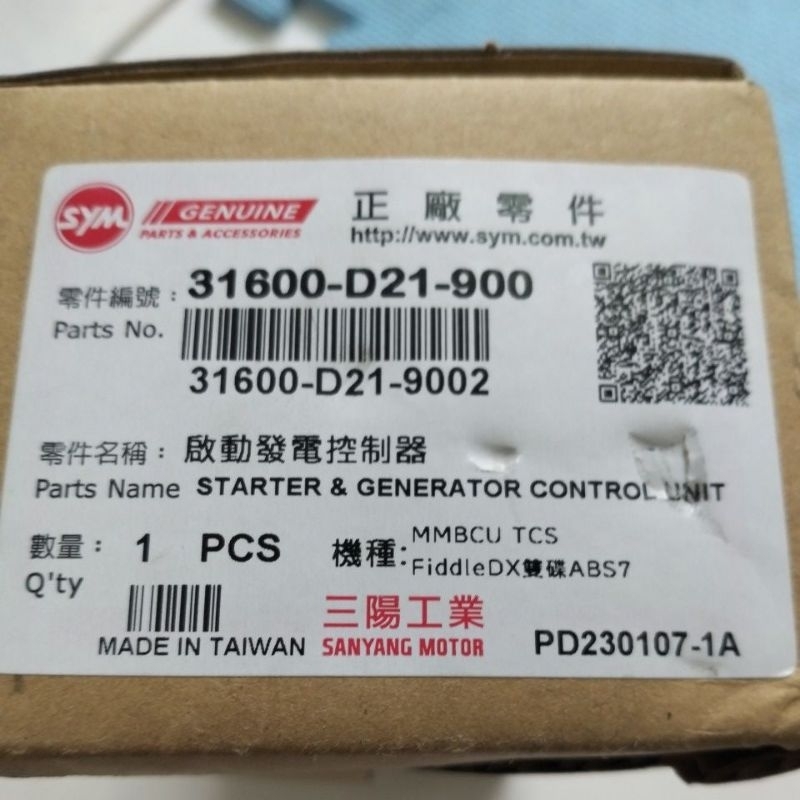 SYM GENUINE 正廠零件
PARTS & ACCESSORIES http://www.sym.com.tw
零件編號：31600-D21-900
Parts No.
31600-D21-9002
零件名稱：啟動發電控制器
Parts Name STARTER & GENERATOR CONTROL UNIT
數量：1 PCS 機種：MMBCU TCS
Q'ty FiddleDX雙碟ABS7
三陽工業
MADE IN TAIWAN SANYANG MOTOR PD230107-1A